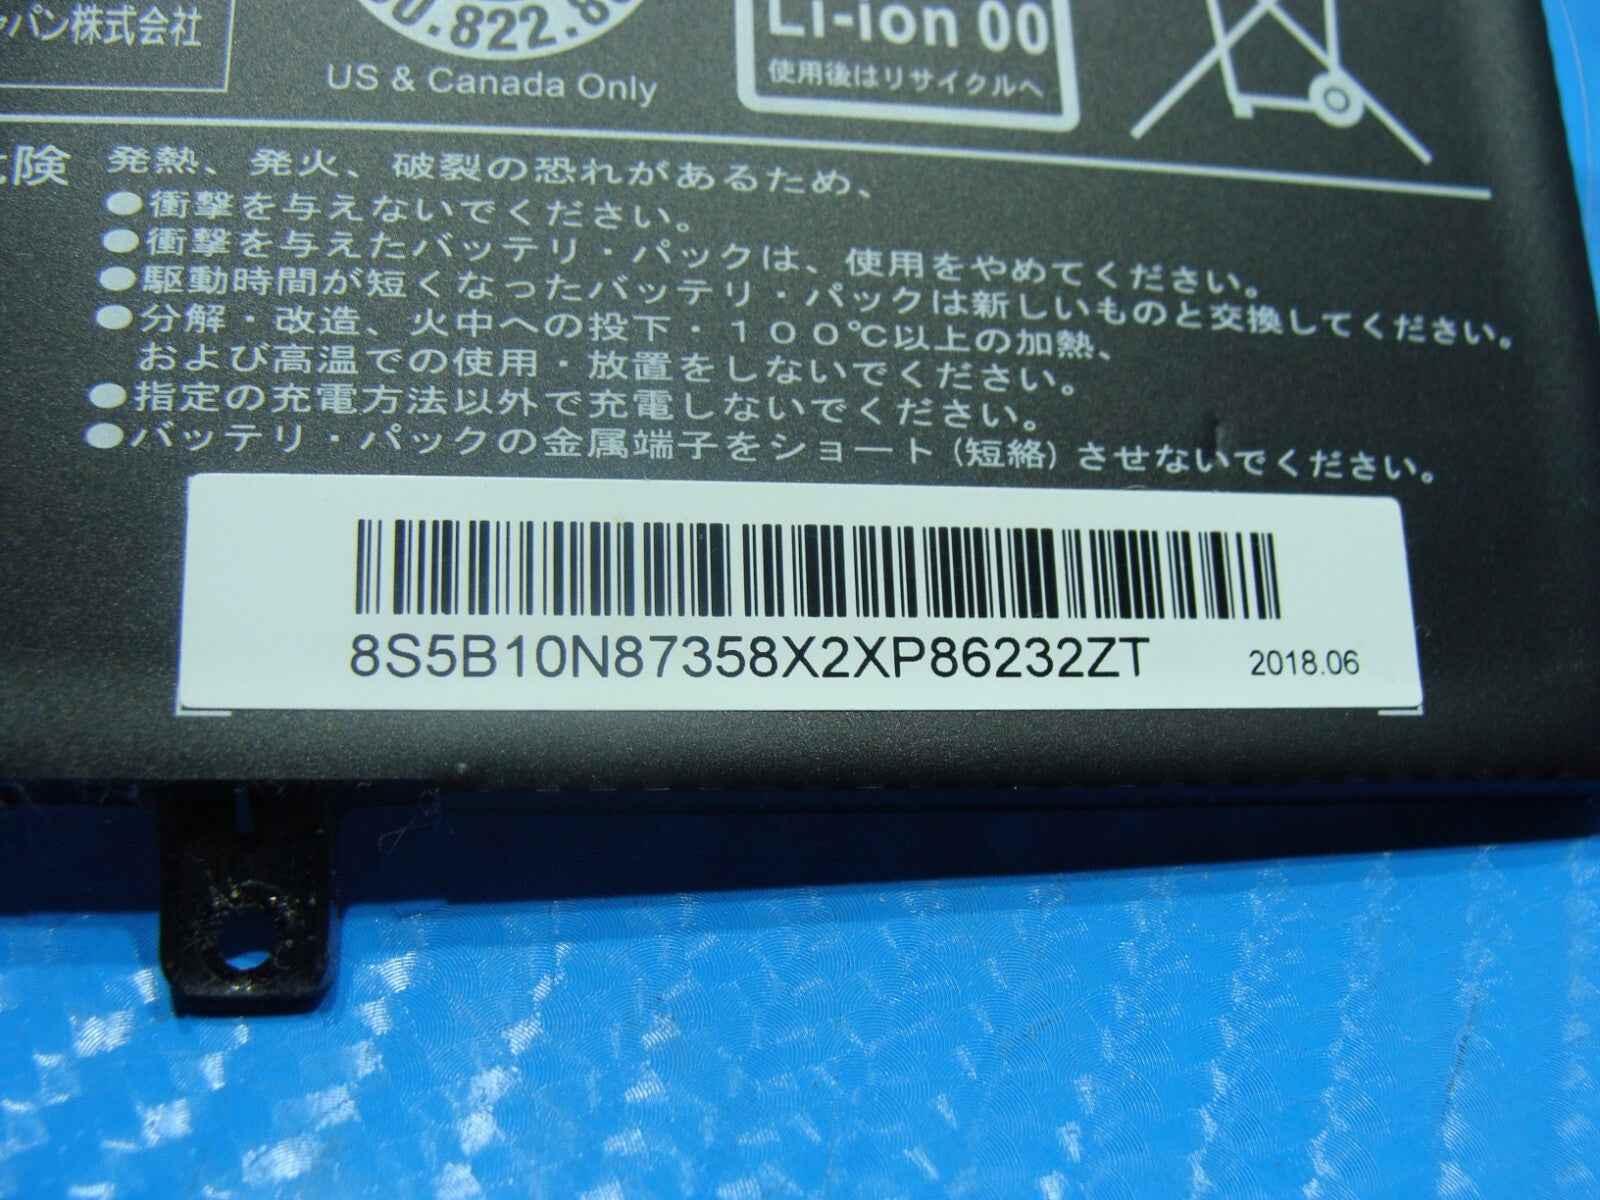 パン株式会社
.822.8
US & Canada Only
Li-ion 00
使用後はリサイクルへ
険 発熱、発火、破裂の恐れがあるため、
●衝撃を与えないでください。
●衝撃を与えたバッテリ・パックは、使用をやめてください。
●駆動時間が短くなったバッテリ・パックは新しいものと交換してください。
●分解・改造、火中への投下・１００℃以上の加熱、
および高温での使用・放置をしないでください。
●指定の充電方法以外で充電しないでください。
●バッテリ・パックの金属端子をショート(短絡)させないでください。
8S5B10N87358X2XP86232ZT
2018.06